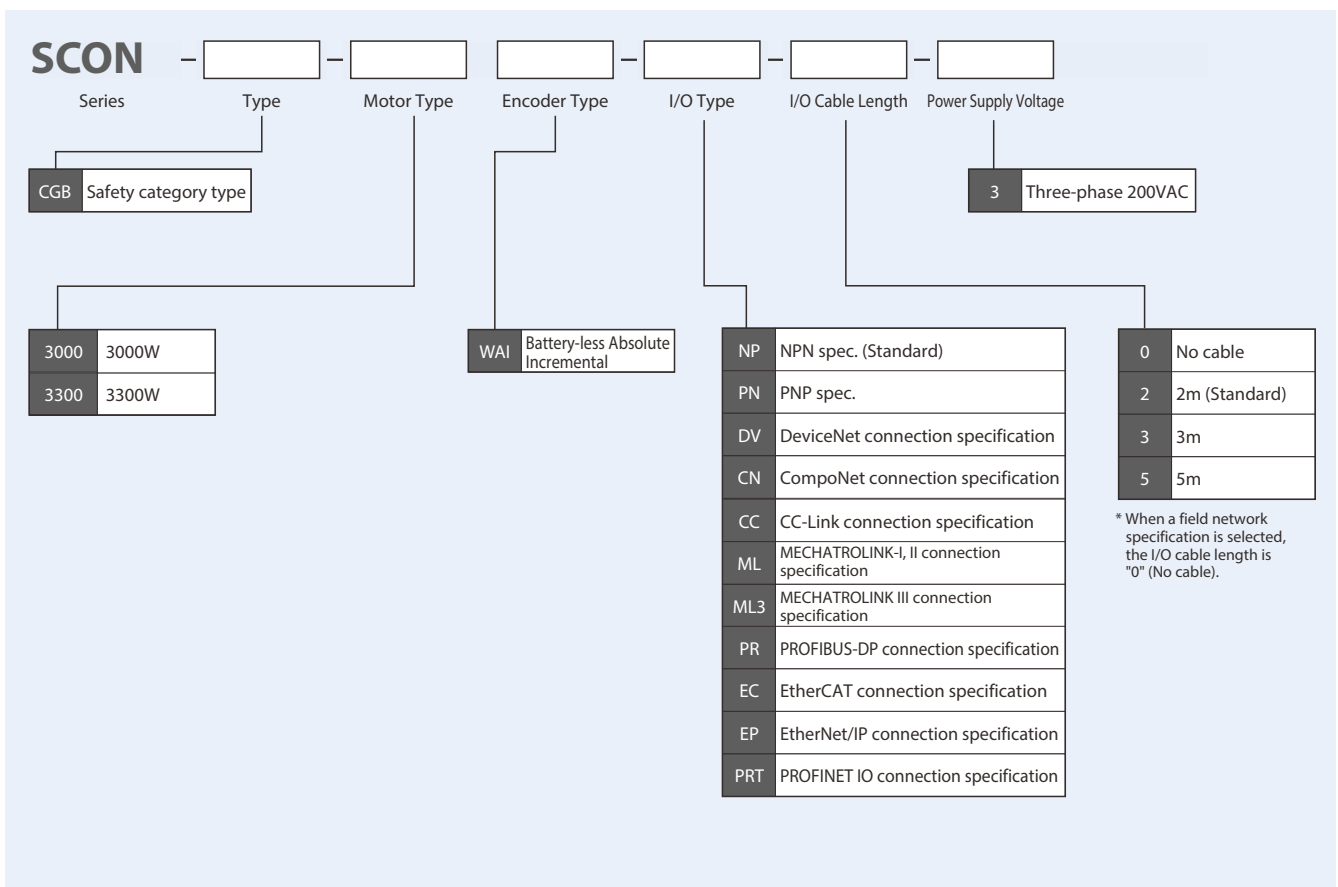 SCON - - - - -
Series Type Motor Type Encoder Type I/O Type I/O Cable Length Power Supply Voltage
CGB Safety category type
3 Three-phase 200VAC
3000 3000W
3300 3300W
WAI Battery-less Absolute
Incremental
NP NPN spec. (Standard)
PN PNP spec.
DV DeviceNet connection specification
CN CompoNet connection specification
CC CC-Link connection specification
ML MECHATROLINK-I, II connection
specification
ML3 MECHATROLINK III connection
specification
PR PROFIBUS-DP connection specification
EC EtherCAT connection specification
EP EtherNet/IP connection specification
PRT PROFINET IO connection specification
0 No cable
2 2m (Standard)
3 3m
5 5m
* When a field network
specification is selected,
the I/O cable length is
"0" (No cable).